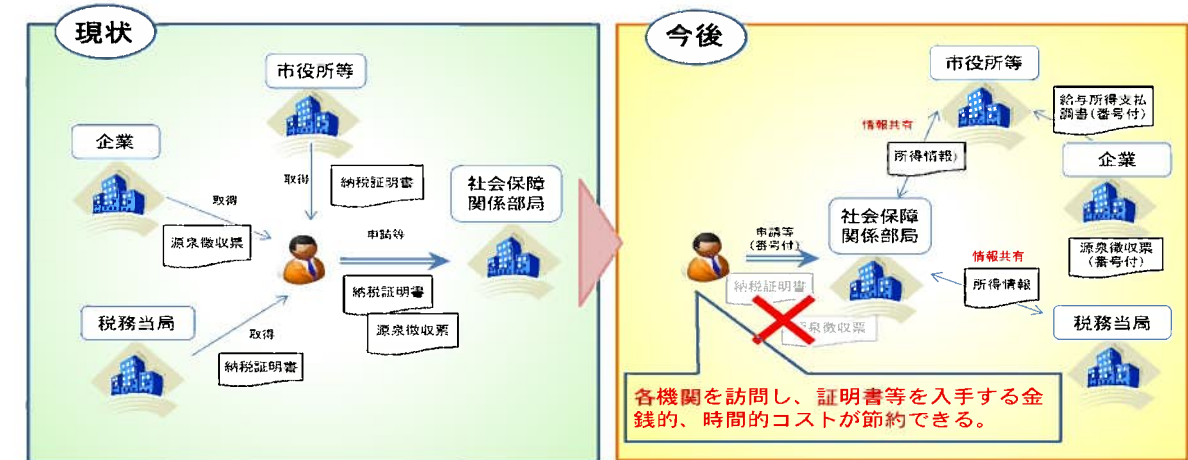 現状
市役所等
企業
取得
納税証明書
取得
源泉徴収票
社会保障
関係部局
申請等
納税証明書
源泉徴収票
税務当局
取得
納税証明書
今後
市役所等
給与所得支払
調書(番号付)
情報共有
所得情報)
企業
社会保障
関係部局
申請等
(番号付)
源泉徴収票
(番号付)
情報共有
納税証明書
所得情報
源泉徴収票
税務当局
各機関を訪問し、証明書等を入手する金
銭的、時間的コストが節約できる。